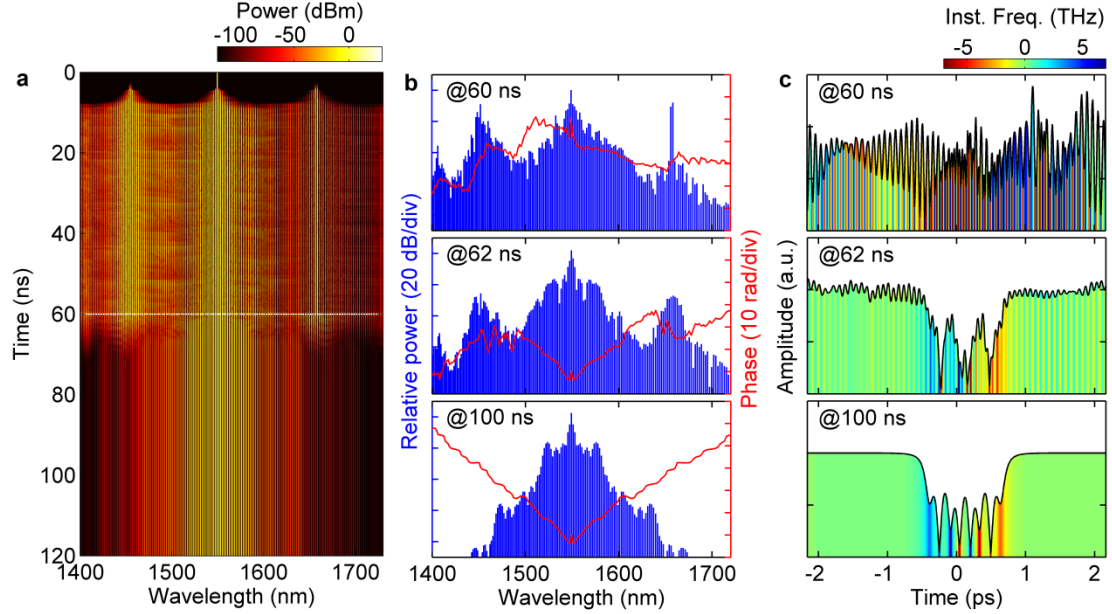 Power (dBm)
-100 -50 0
a
0
20
40
60
80
100
120
Time (ns)
1400 1500 1600 1700
Wavelength (nm)
b
@60 ns
@62 ns
@100 ns
Relative power (20 dB/div)
Phase (10 rad/div)
1400 1500 1600 1700
Wavelength (nm)
Inst. Freq. (THz)
-5 0 5
c
@60 ns
@62 ns
@100 ns
Amplitude (a.u.)
-2 -1 0 1 2
Time (ps)